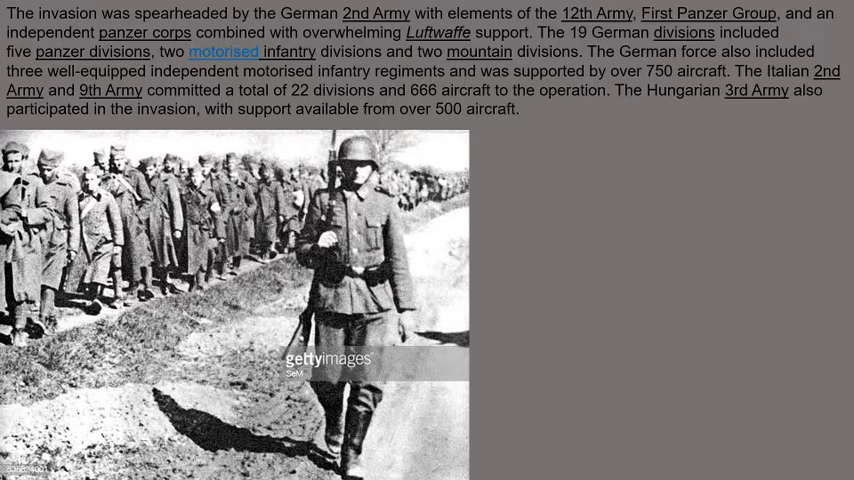 The invasion was spearheaded by the German 2nd Army with elements of the 12th Army, First Panzer Group, and an
independent panzer corps combined with overwhelming Luftwaffe support. The 19 German divisions included
five panzer divisions, two motorised infantry divisions and two mountain divisions. The German force also included
three well-equipped independent motorised infantry regiments and was supported by over 750 aircraft. The Italian 2nd
Army and 9th Army committed a total of 22 divisions and 666 aircraft to the operation. The Hungarian 3rd Army also
participated in the invasion, with support available from over 500 aircraft.
gettyimages
SeM